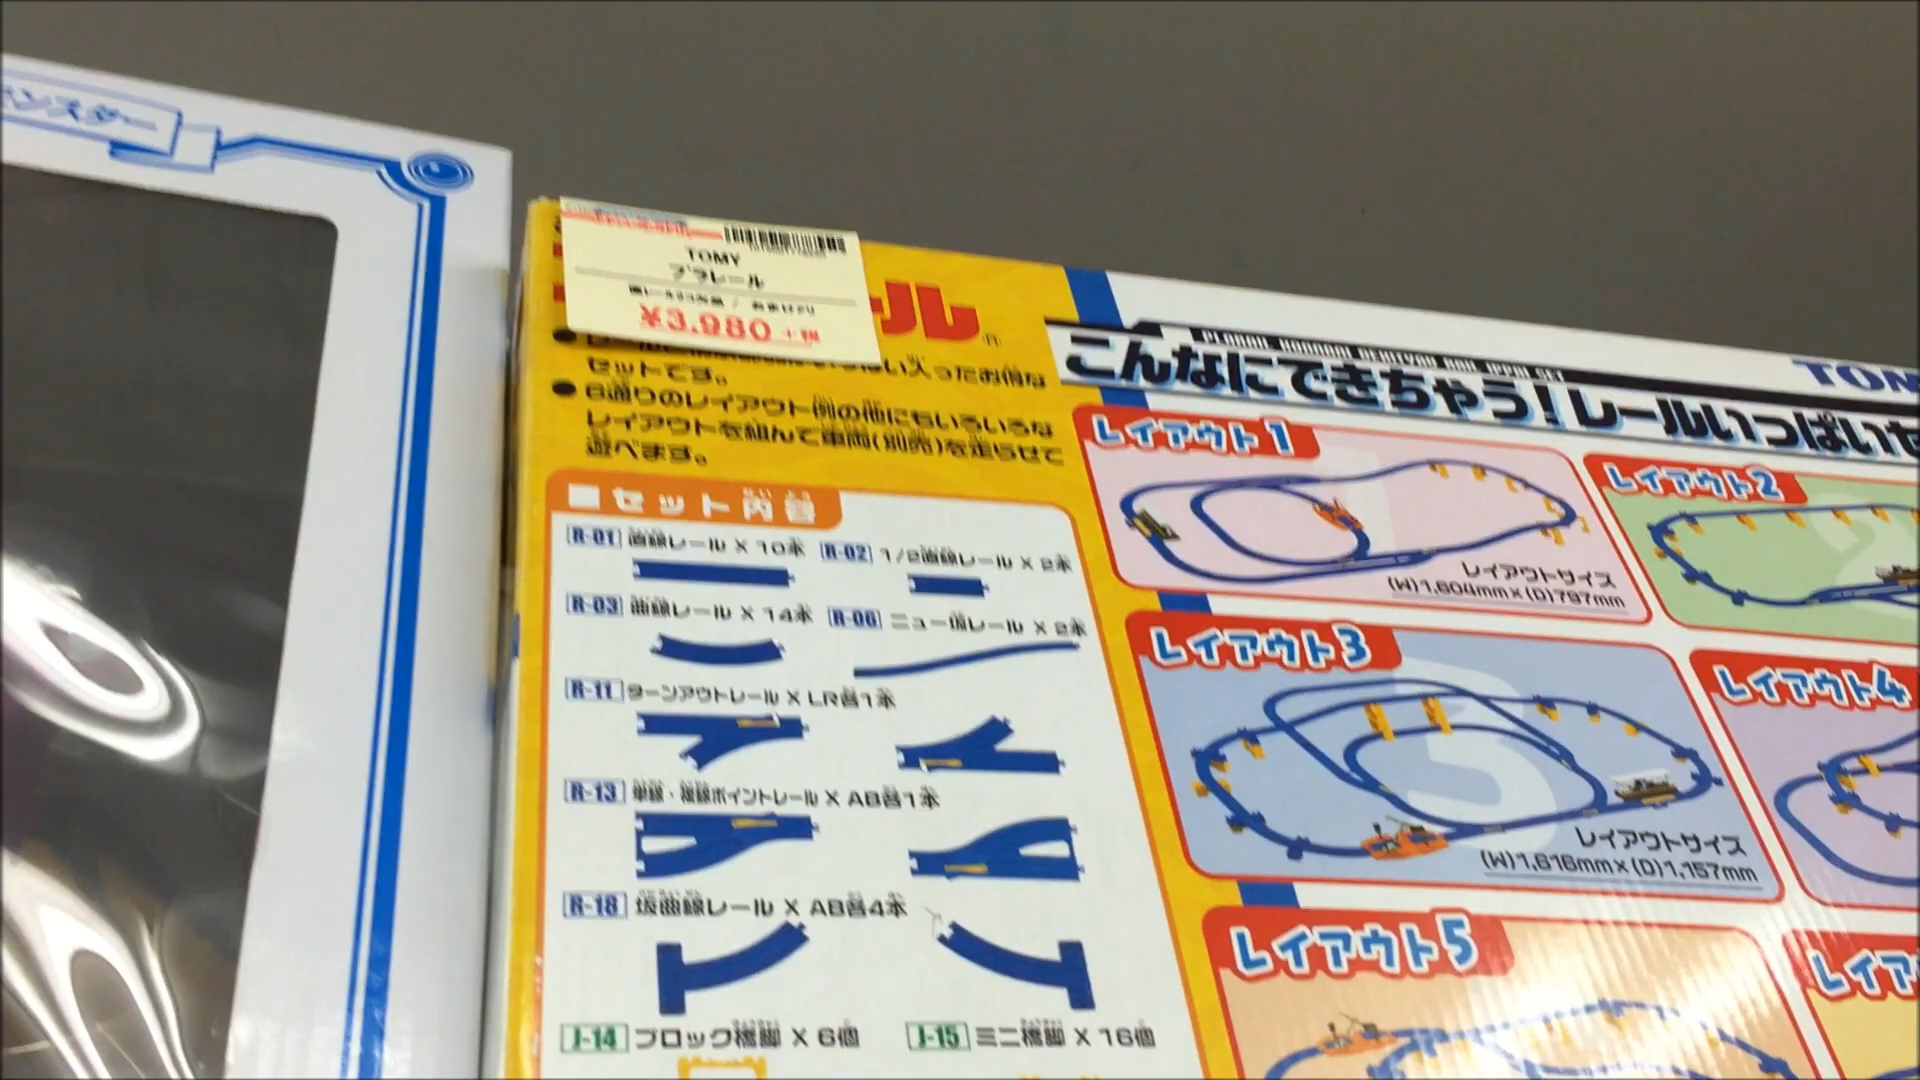 ンスター
TOMY
プラレール
¥3,980 +税
ール®
セットです。
●6通りのレイアウト例の他にもいろいろな
レイアウトを組んで車両(別売)を走らせて
遊べます。
■セット内容
R-01 直線レール×10本
R-02 1/2直線レール×2本
R-03 曲線レール×14本
R-06 ニュー坂レール×2本
R-11 ターンアウトレール×LR各1本
R-13 単線・複線ポイントレール×AB各1本
R-18 坂曲線レール×AB各4本
J-14 ブロック橋脚×6個
J-15 ミニ橋脚×16個
TOM
こんなにできちゃう!レールいっぱいセ
レイアウト1
レイアウトサイズ
(W)1,604mm×(D)797mm
レイアウト2
レイアウト3
レイアウトサイズ
(W)1,616mm×(D)1,157mm
レイアウト4
レイアウト5
レイア